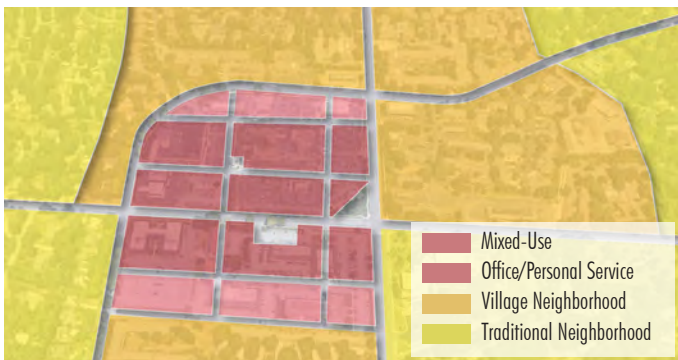 Mixed-Use
Office/Personal Service
Village Neighborhood
Traditional Neighborhood